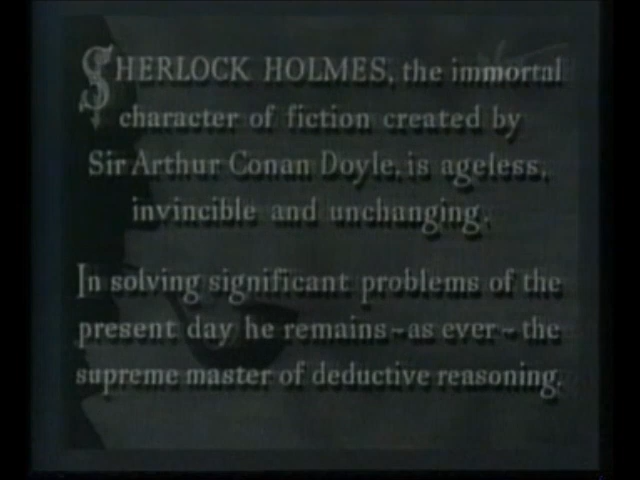 SHERLOCK HOLMES, the immortal
character of fiction created by
Sir Arthur Conan Doyle, is ageless,
invincible and unchanging.
In solving significant problems of the
present day he remains~as ever~the
supreme master of deductive reasoning.